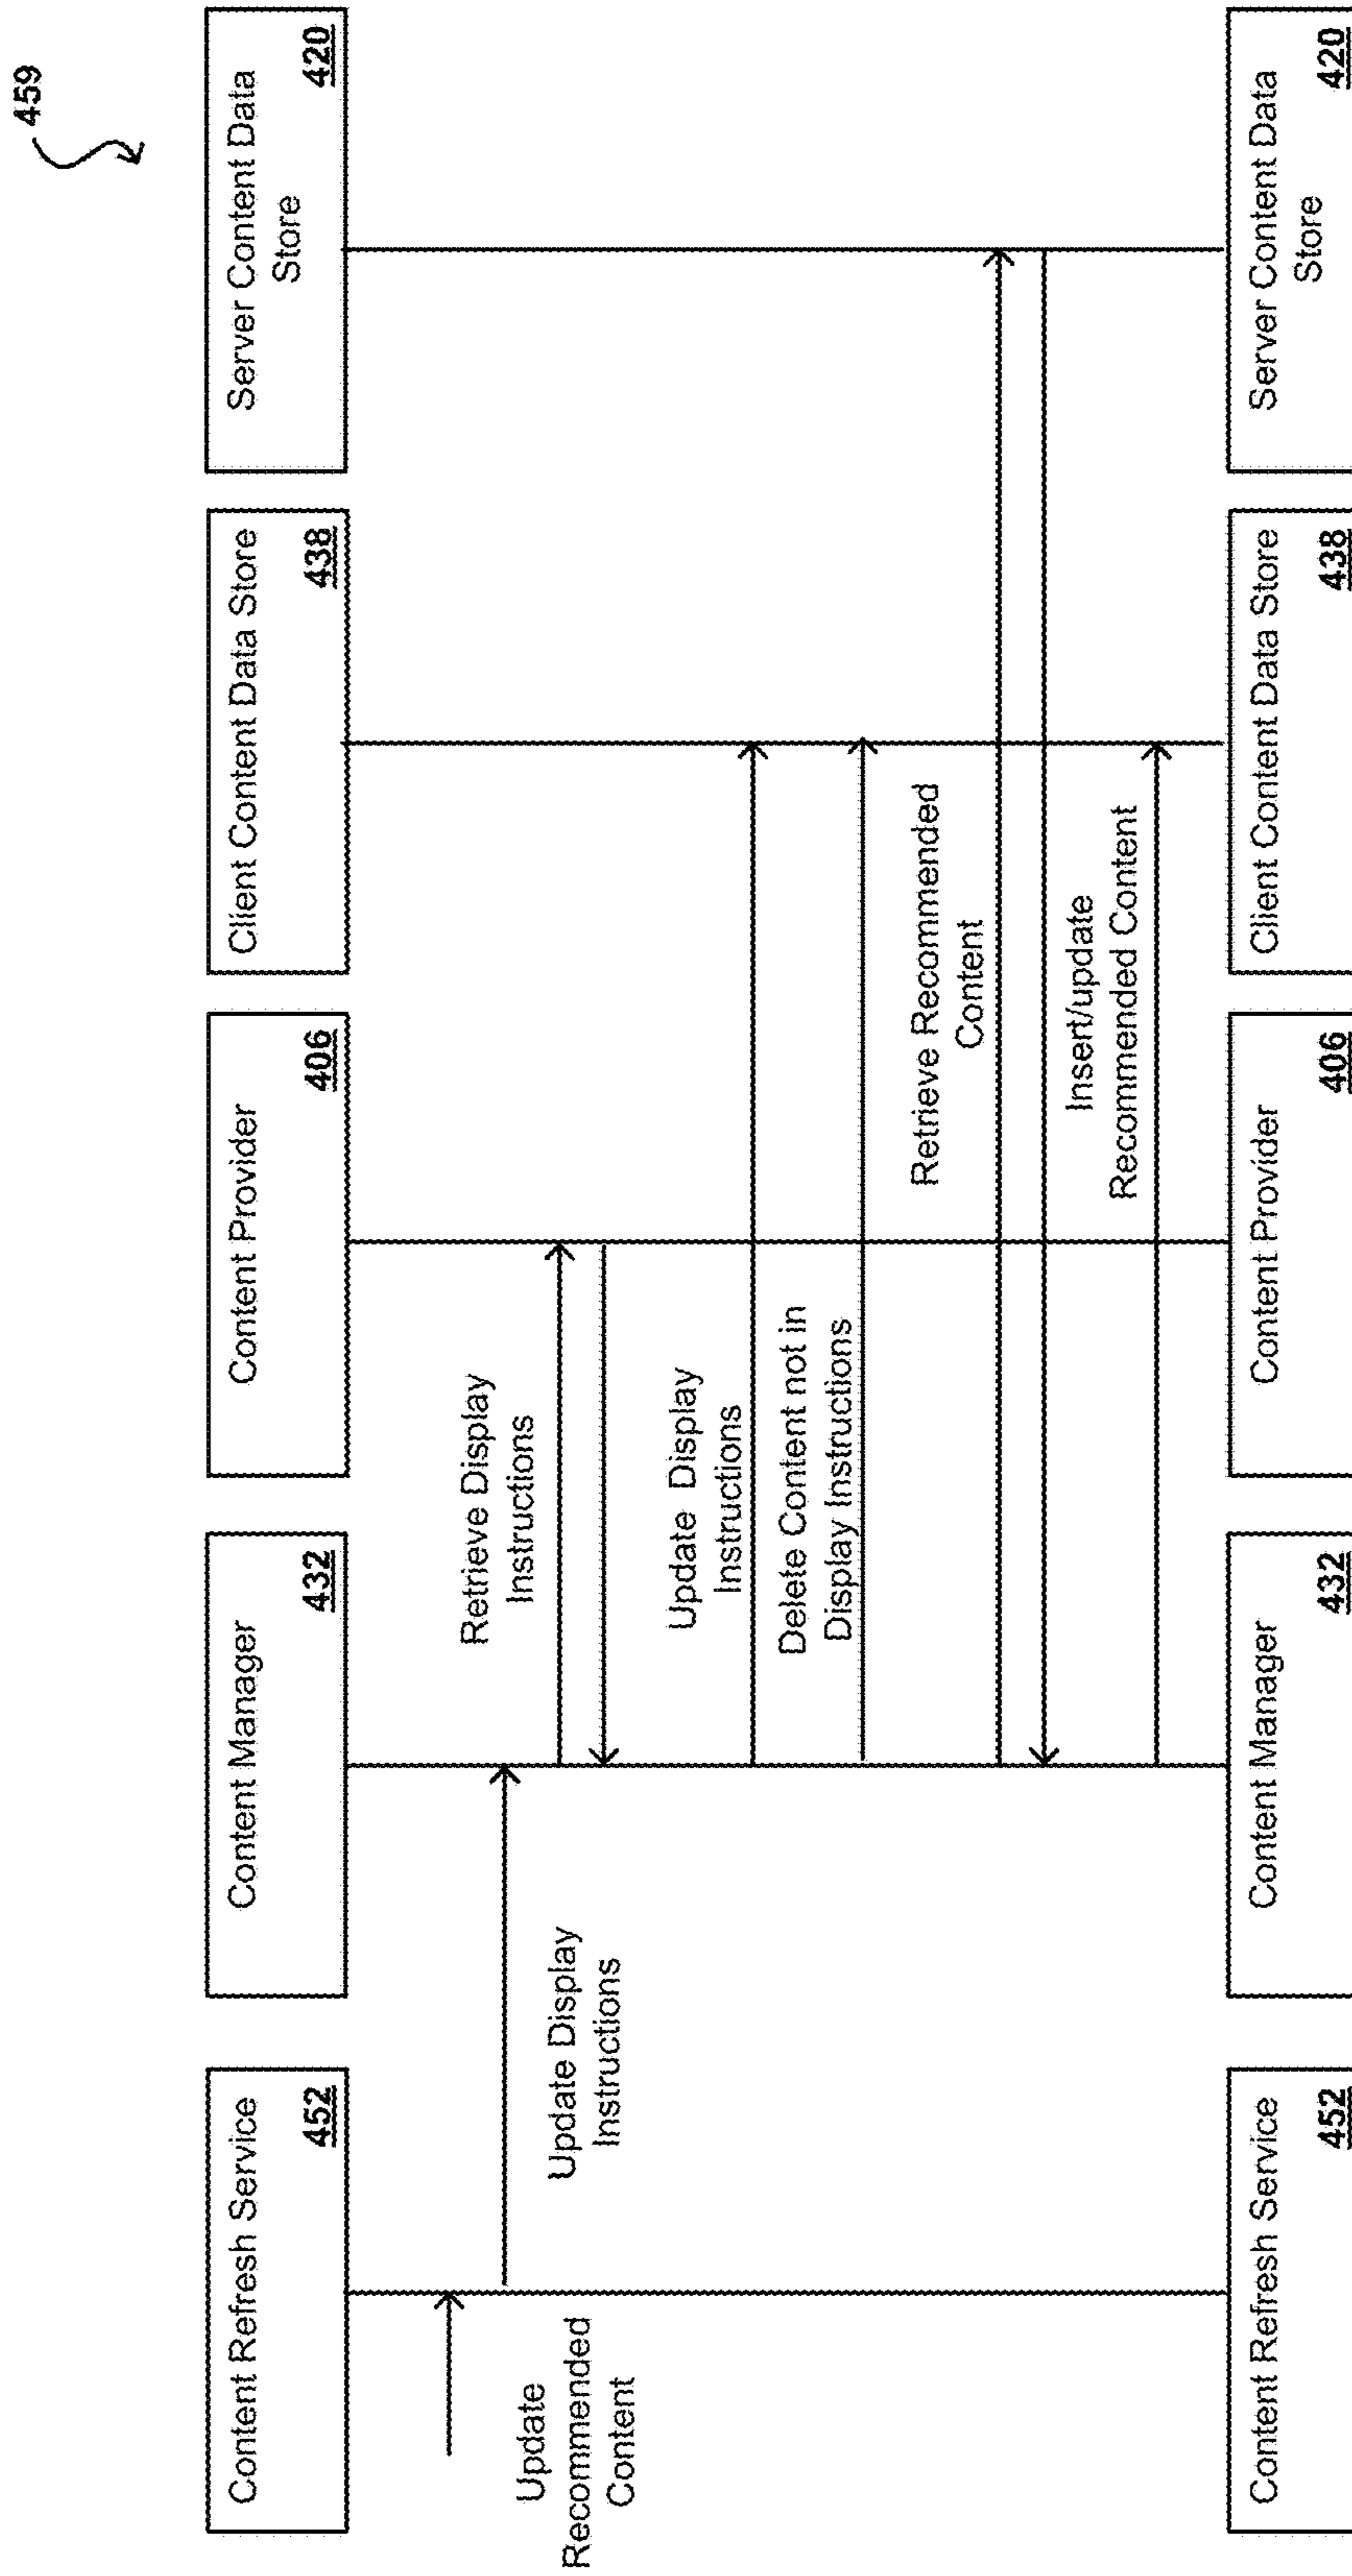 459
Content Refresh Service
452
Content Manager
432
Content Provider
406
Client Content Data Store
438
Server Content Data
Store
420
Update
Recommended
Content
Update Display
Instructions
Retrieve Display
Instructions
Update Display
Instructions
Delete Content not in
Display Instructions
Retrieve Recommended
Content
Insert/update
Recommended Content
Content Refresh Service
452
Content Manager
432
Content Provider
406
Client Content Data Store
438
Server Content Data
Store
420